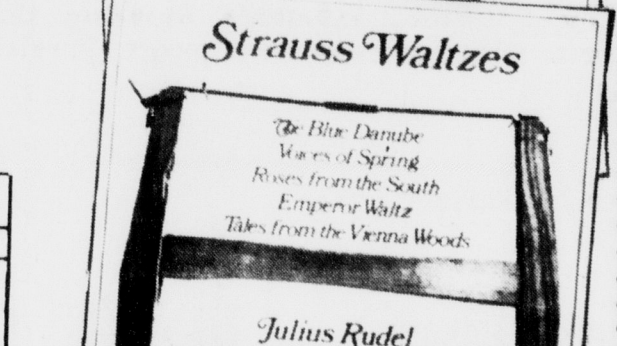 Strauss Waltzes
The Blue Danube
Voices of Spring
Roses from the South
Emperor Waltz
Tales from the Vienna Woods
Julius Rudel